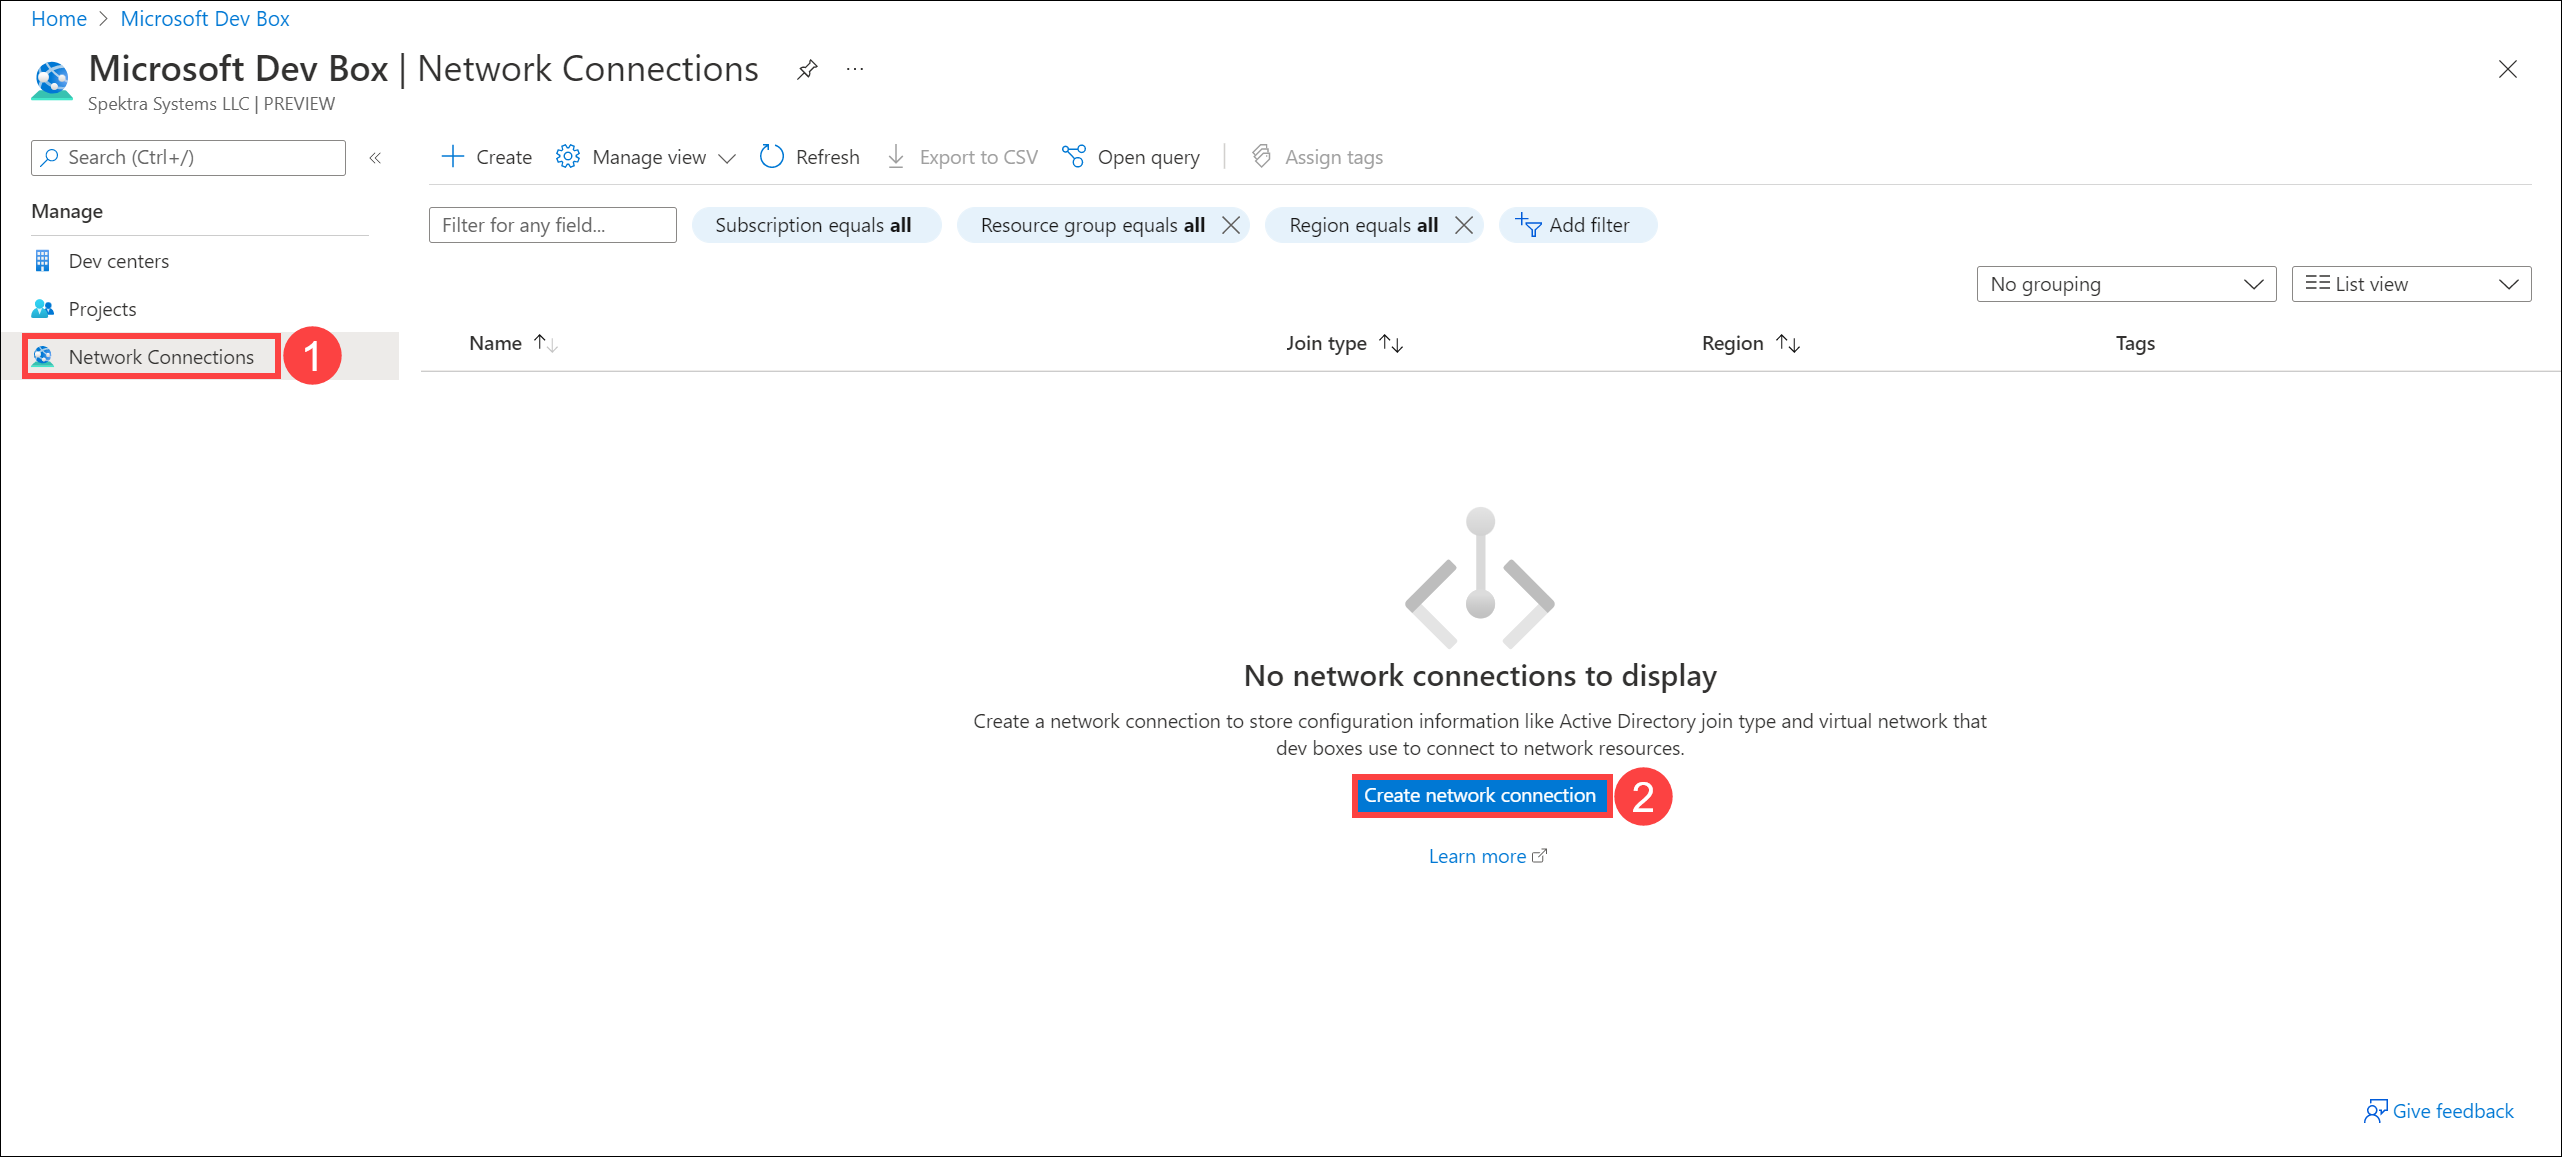 Home > Microsoft Dev Box
Microsoft Dev Box | Network Connections ...
Spektra Systems LLC | PREVIEW
Search (Ctrl+/) «
Create Manage view Refresh Export to CSV Open query | Assign tags
Manage
Filter for any field... Subscription equals all Resource group equals all Region equals all Add filter
Dev centers
No grouping List view
Projects
Name Join type Region Tags
Network Connections 1
No network connections to display
Create a network connection to store configuration information like Active Directory join type and virtual network that
dev boxes use to connect to network resources.
Create network connection 2
Learn more
Give feedback